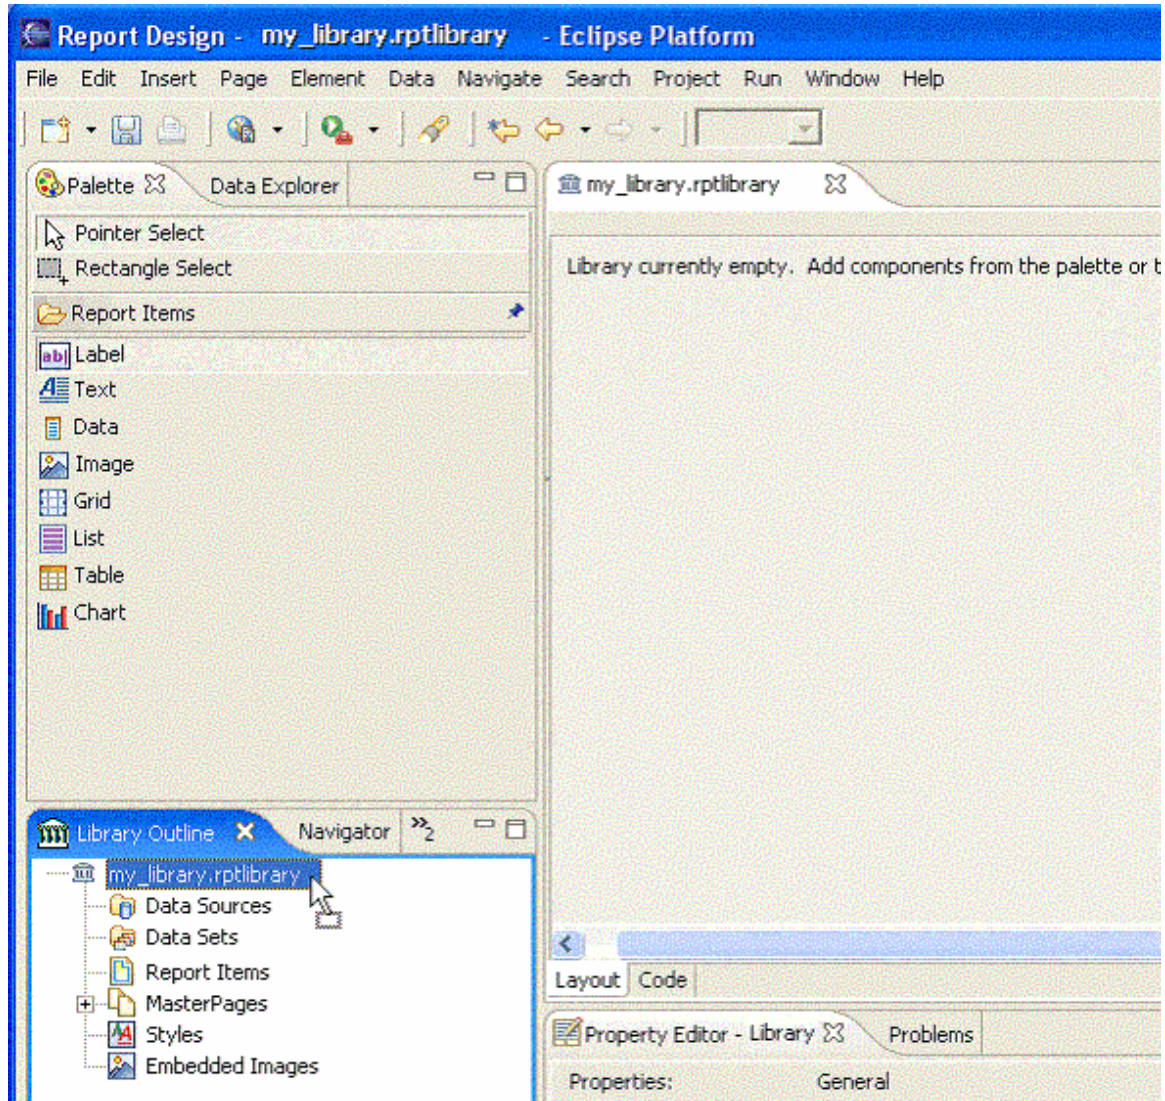 Report Design - my_library.rptlibrary - Eclipse Platform
File Edit Insert Page Element Data Navigate Search Project Run Window Help
Palette Data Explorer
Pointer Select
Rectangle Select
Report Items
ab Label
Text
Data
Image
Grid
List
Table
Chart
my_library.rptlibrary
Library currently empty. Add components from the palette or t
Layout Code
Library Outline Navigator »2
my_library.rptlibrary
Data Sources
Data Sets
Report Items
MasterPages
Styles
Embedded Images
Property Editor - Library Problems
Properties: General